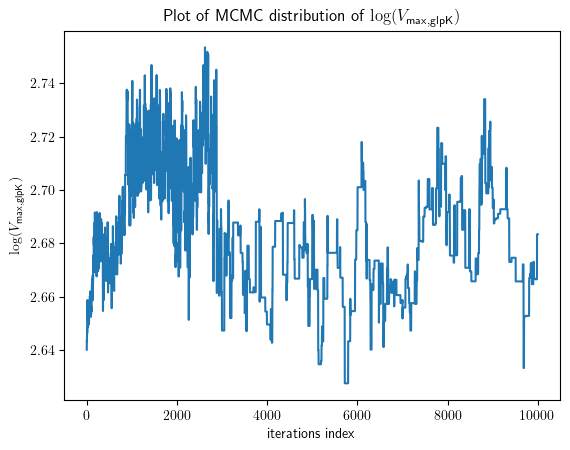 Plot of MCMC distribution of log(V_max,glpK)
log(V_max,glpK)
2.74
2.72
2.70
2.68
2.66
2.64
0 2000 4000 6000 8000 10000
iterations index